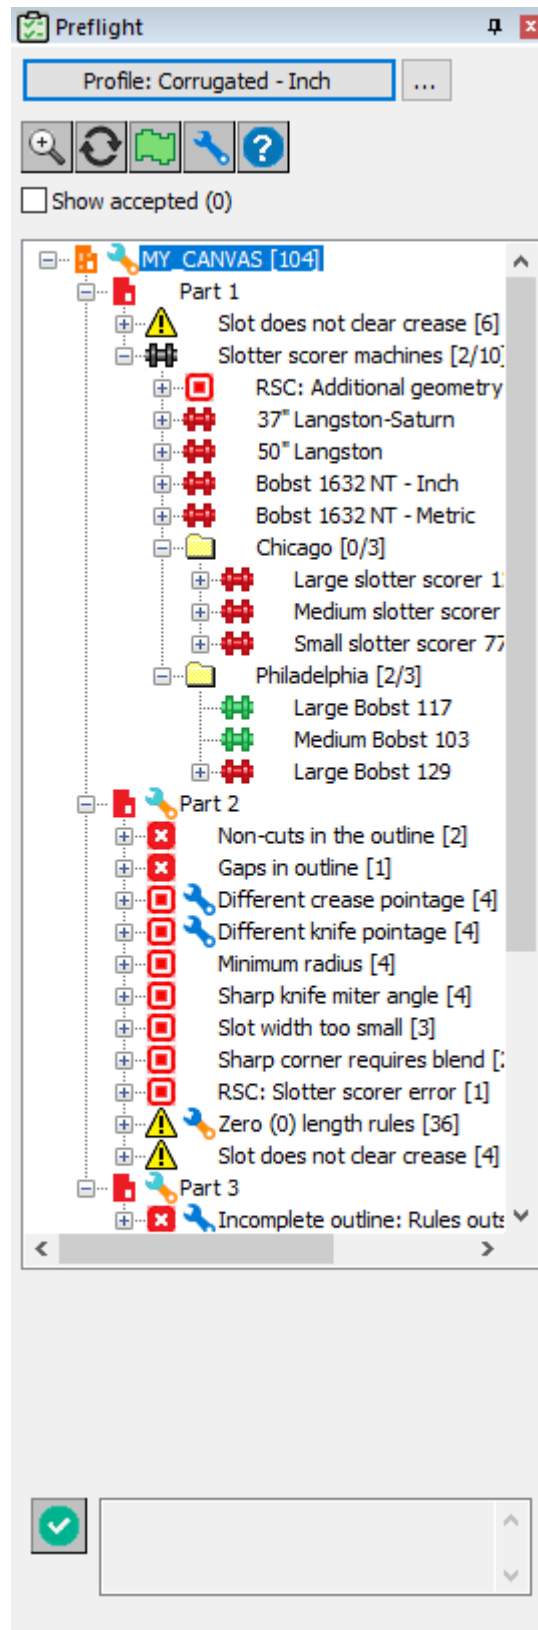 Preflight
Profile: Corrugated - Inch
...
Show accepted (0)
MY_CANVAS [104]
Part 1
Slot does not clear crease [6]
Slotter scorer machines [2/10]
RSC: Additional geometry
37" Langston-Saturn
50" Langston
Bobst 1632 NT - Inch
Bobst 1632 NT - Metric
Chicago [0/3]
Large slotter scorer
Medium slotter scorer
Small slotter scorer 77
Philadelphia [2/3]
Large Bobst 117
Medium Bobst 103
Large Bobst 129
Part 2
Non-cuts in the outline [2]
Gaps in outline [1]
Different crease pointage [4]
Different knife pointage [4]
Minimum radius [4]
Sharp knife miter angle [4]
Slot width too small [3]
Sharp corner requires blend
RSC: Slotter scorer error [1]
Zero (0) length rules [36]
Slot does not clear crease [4]
Part 3
Incomplete outline: Rules outs